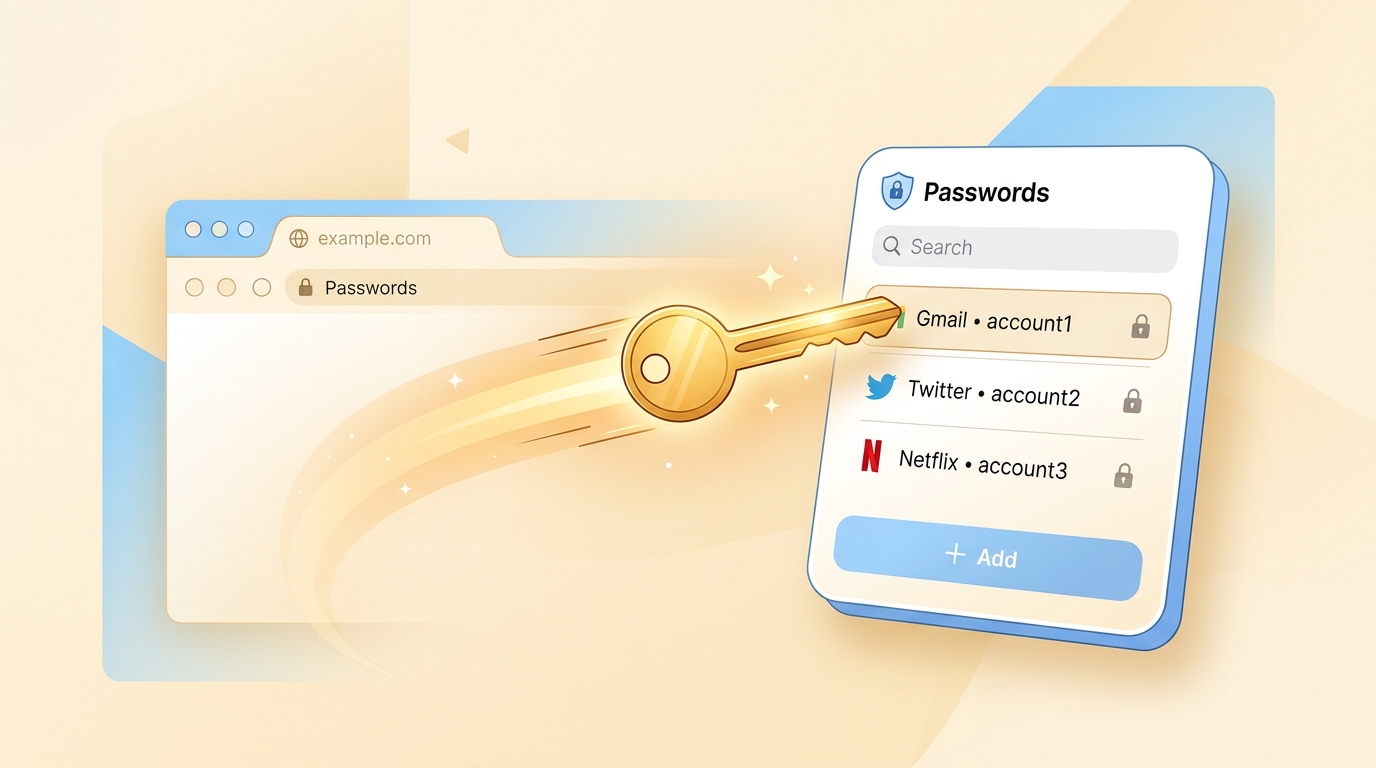 example.com
Passwords
Passwords
Search
Gmail • account1
Twitter • account2
N
Netflix • account3
+ Add